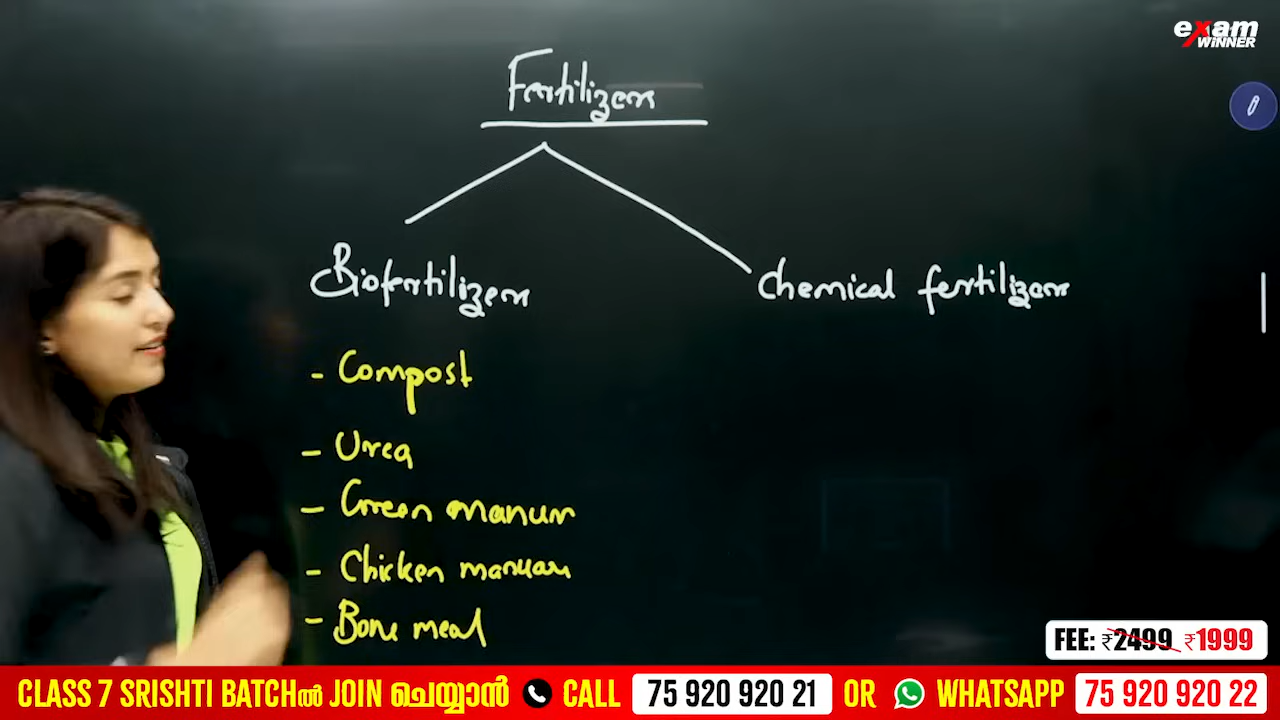 exam
WINNER
Fertilizers
Biofertilizers
Chemical fertilizers
- Compost
- Urea
- Green manure
- Chicken manure
- Bone meal
FEE: ₹2499 ₹1999
CLASS 7 SRISHTI BATCHൽ JOIN ചെയ്യാൻ CALL 75 920 920 21 OR WHATSAPP 75 920 920 22